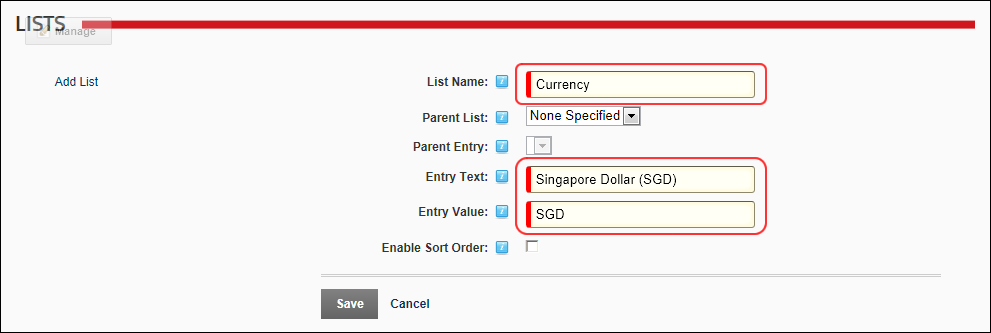 LISTS
Manage
Add List
List Name: Currency
Parent List: None Specified
Parent Entry:
Entry Text: Singapore Dollar (SGD)
Entry Value: SGD
Enable Sort Order:
Save Cancel